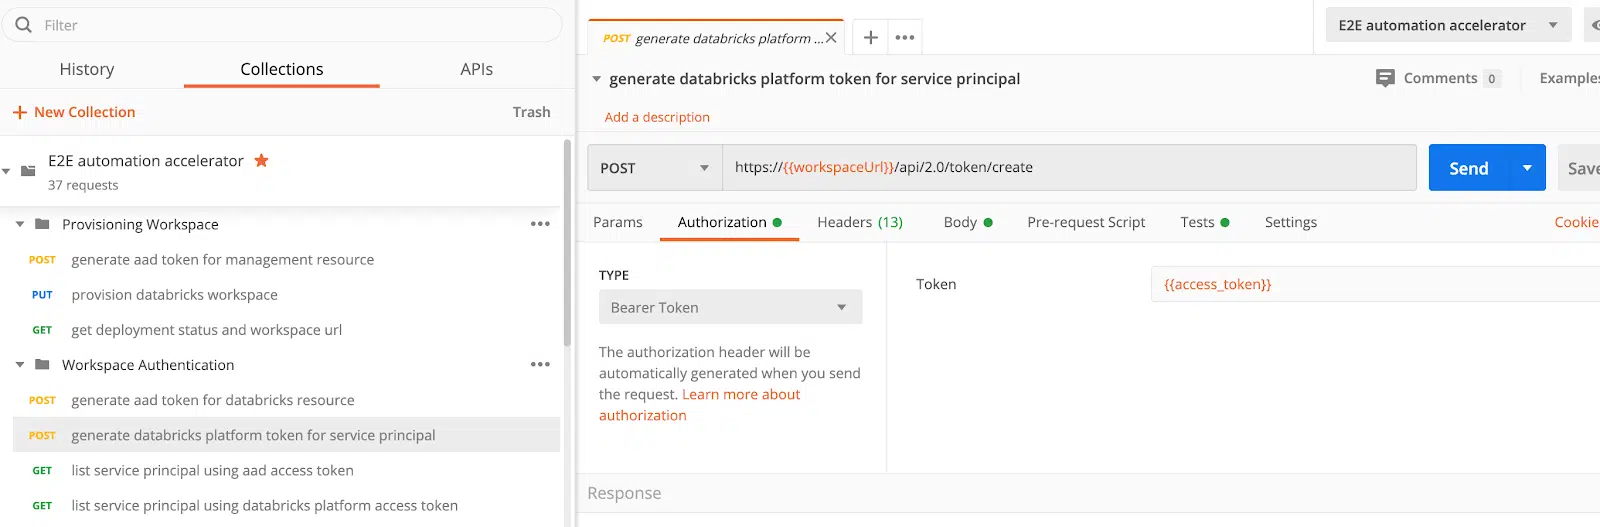 Filter
History Collections APIs
+ New Collection Trash
E2E automation accelerator
37 requests
Provisioning Workspace
POST generate aad token for management resource
PUT provision databricks workspace
GET get deployment status and workspace url
Workspace Authentication
POST generate aad token for databricks resource
POST generate databricks platform token for service principal
GET list service principal using aad access token
GET list service principal using databricks platform access token
POST generate databricks platform ...
E2E automation accelerator
generate databricks platform token for service principal
Comments 0 Examples
Add a description
POST https://{{workspaceUrl}}/api/2.0/token/create Send Save
Params Authorization Headers (13) Body Pre-request Script Tests Settings Cookie
TYPE
Bearer Token
The authorization header will be
automatically generated when you send
the request. Learn more about
authorization
Token {{access_token}}
Response